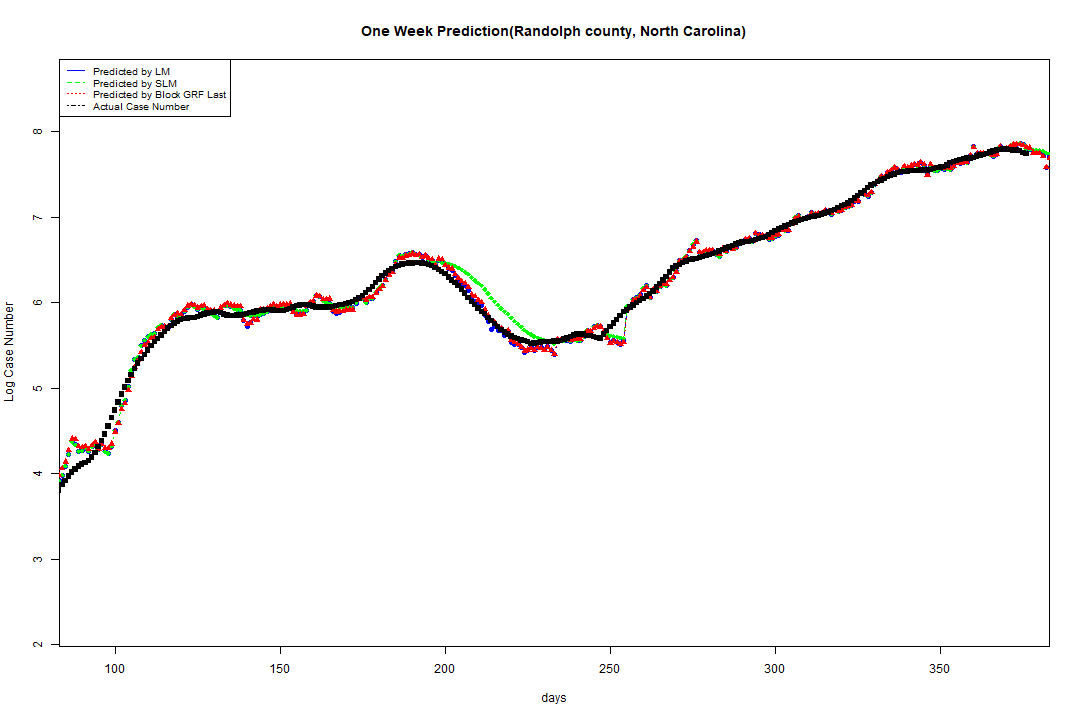 One Week Prediction(Randolph county, North Carolina)
Predicted by LM
Predicted by SLM
Predicted by Block GRF Last
Actual Case Number
8
7
6
5
4
3
2
Log Case Number
100 150 200 250 300 350
days